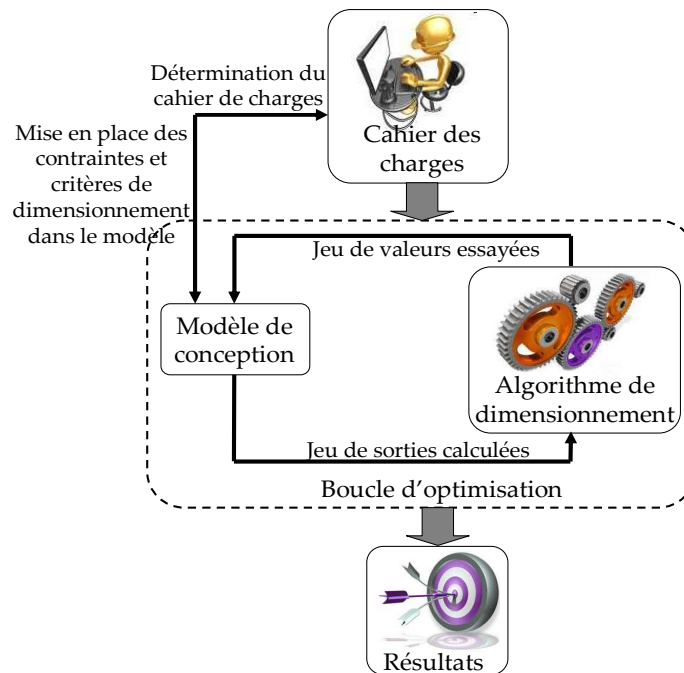 Détermination du
cahier de charges
Cahier des
charges
Mise en place des
contraintes et
critères de
dimensionnement
dans le modèle
Jeu de valeurs essayées
Modèle de
conception
Algorithme de
dimensionnement
Jeu de sorties calculées
Boucle d'optimisation
Résultats